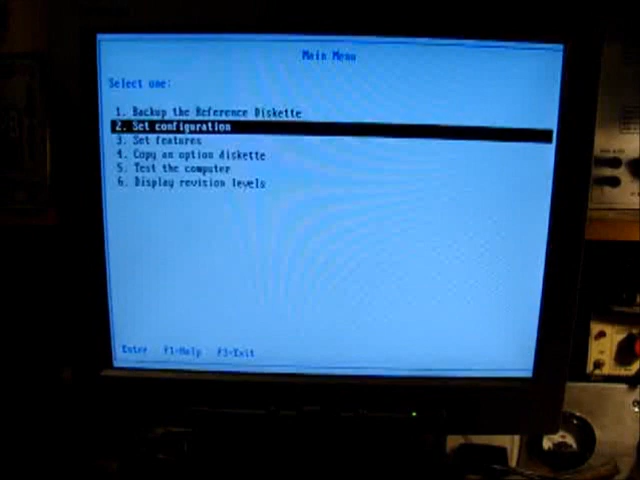 Main Menu
Select one:
1. Backup the Reference Diskette
2. Set configuration
3. Set features
4. Copy an option diskette
5. Test the computer
6. Display revision levels
Enter F1-Help F3-Exit